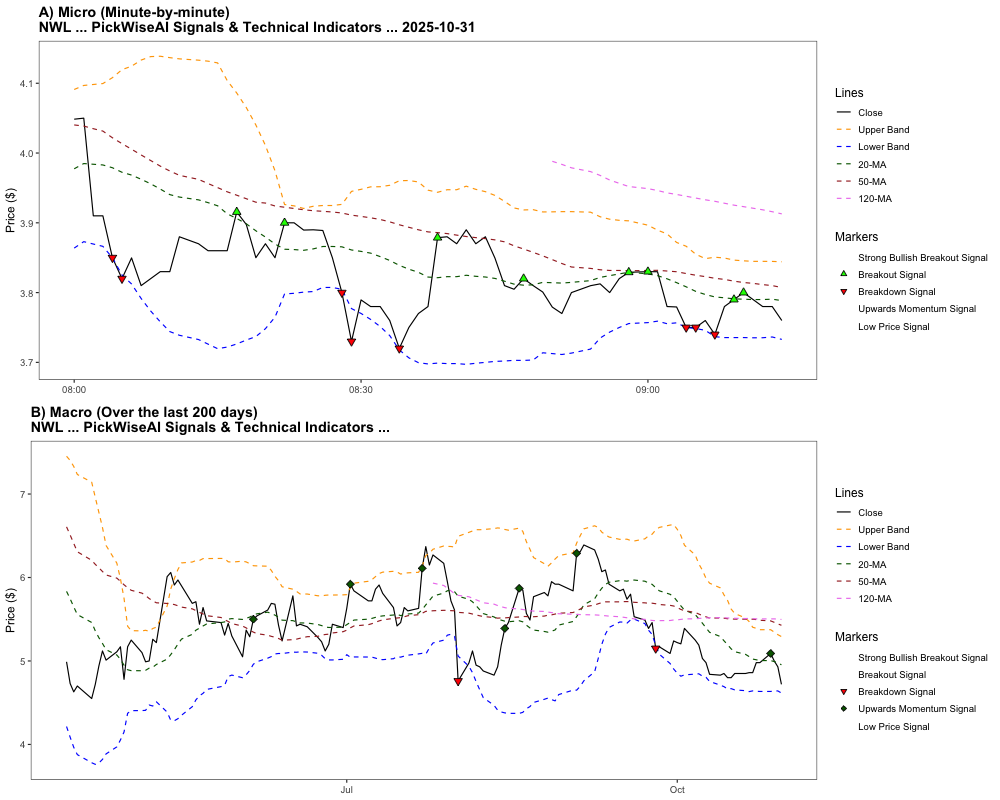 A) Micro (Minute-by-minute)
NWL ... PickWiseAI Signals & Technical Indicators ... 2025-10-31
Price ($)
4.1
4.0
3.9
3.8
3.7
08:00
08:30
09:00
Lines
Close
Upper Band
Lower Band
20-MA
50-MA
120-MA
Markers
Strong Bullish Breakout Signal
Breakout Signal
Breakdown Signal
Upwards Momentum Signal
Low Price Signal
B) Macro (Over the last 200 days)
NWL ... PickWiseAI Signals & Technical Indicators ...
Price ($)
7
6
5
4
Jul
Oct
Lines
Close
Upper Band
Lower Band
20-MA
50-MA
120-MA
Markers
Strong Bullish Breakout Signal
Breakout Signal
Breakdown Signal
Upwards Momentum Signal
Low Price Signal